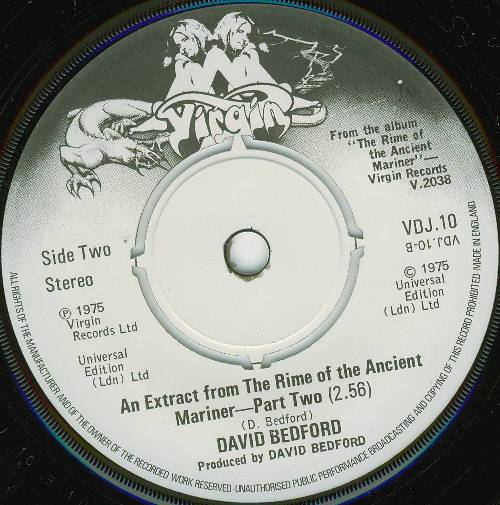 Virgin
From the album
"The Rime of
the Ancient
Mariner"—
Virgin Records
V.2038
Side Two
Stereo
VDJ.10
VDJ.10-B
℗ 1975
Virgin
Records Ltd
Universal
Edition
(Ldn) Ltd
© 1975
Universal
Edition
(Ldn) Ltd
An Extract from The Rime of the Ancient
Mariner—Part Two (2.56)
(D. Bedford)
DAVID BEDFORD
Produced by DAVID BEDFORD
ALL RIGHTS OF THE MANUFACTURER AND OF THE OWNER OF THE RECORDED WORK RESERVED·UNAUTHORISED PUBLIC PERFORMANCE BROADCASTING AND COPYING OF THIS RECORD PROHIBITED·MADE IN ENGLAND